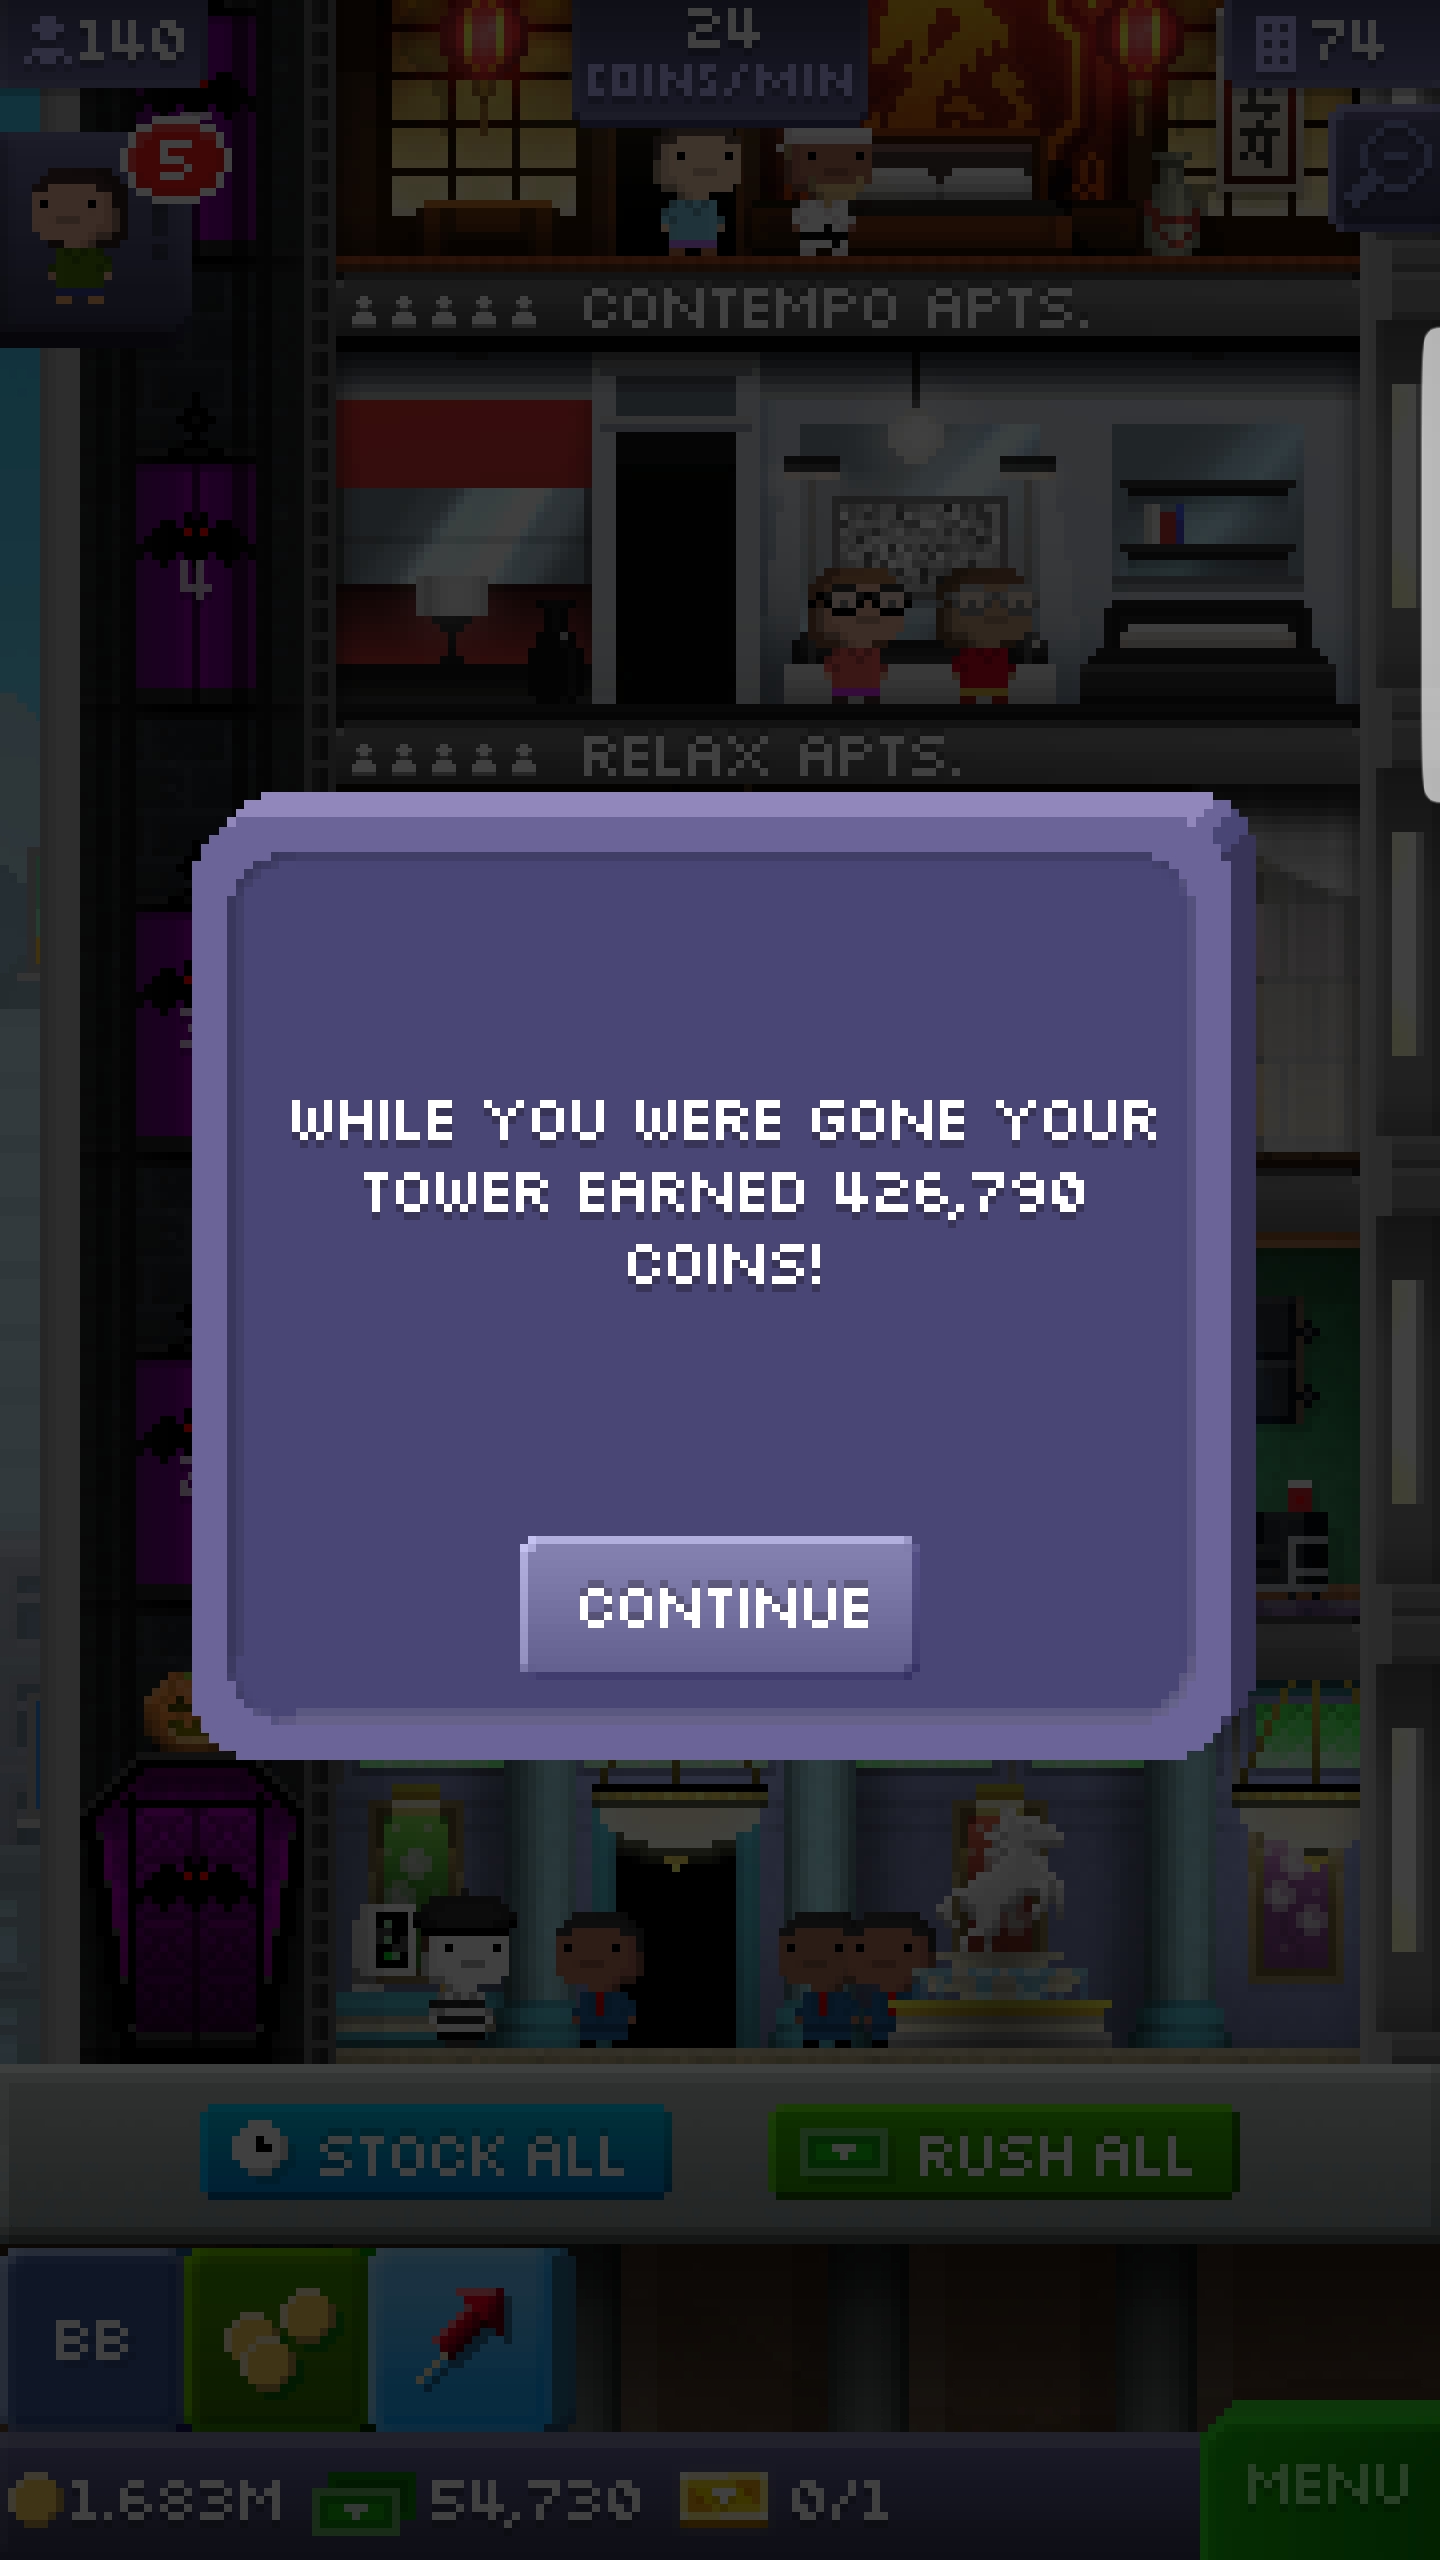 140
24
COINS/MIN
74
5
CONTEMPO APTS.
4
RELAX APTS.
WHILE YOU WERE GONE YOUR
TOWER EARNED 426,790
COINS!
CONTINUE
STOCK ALL
RUSH ALL
BB
1.683M
54,730
0/1
MENU